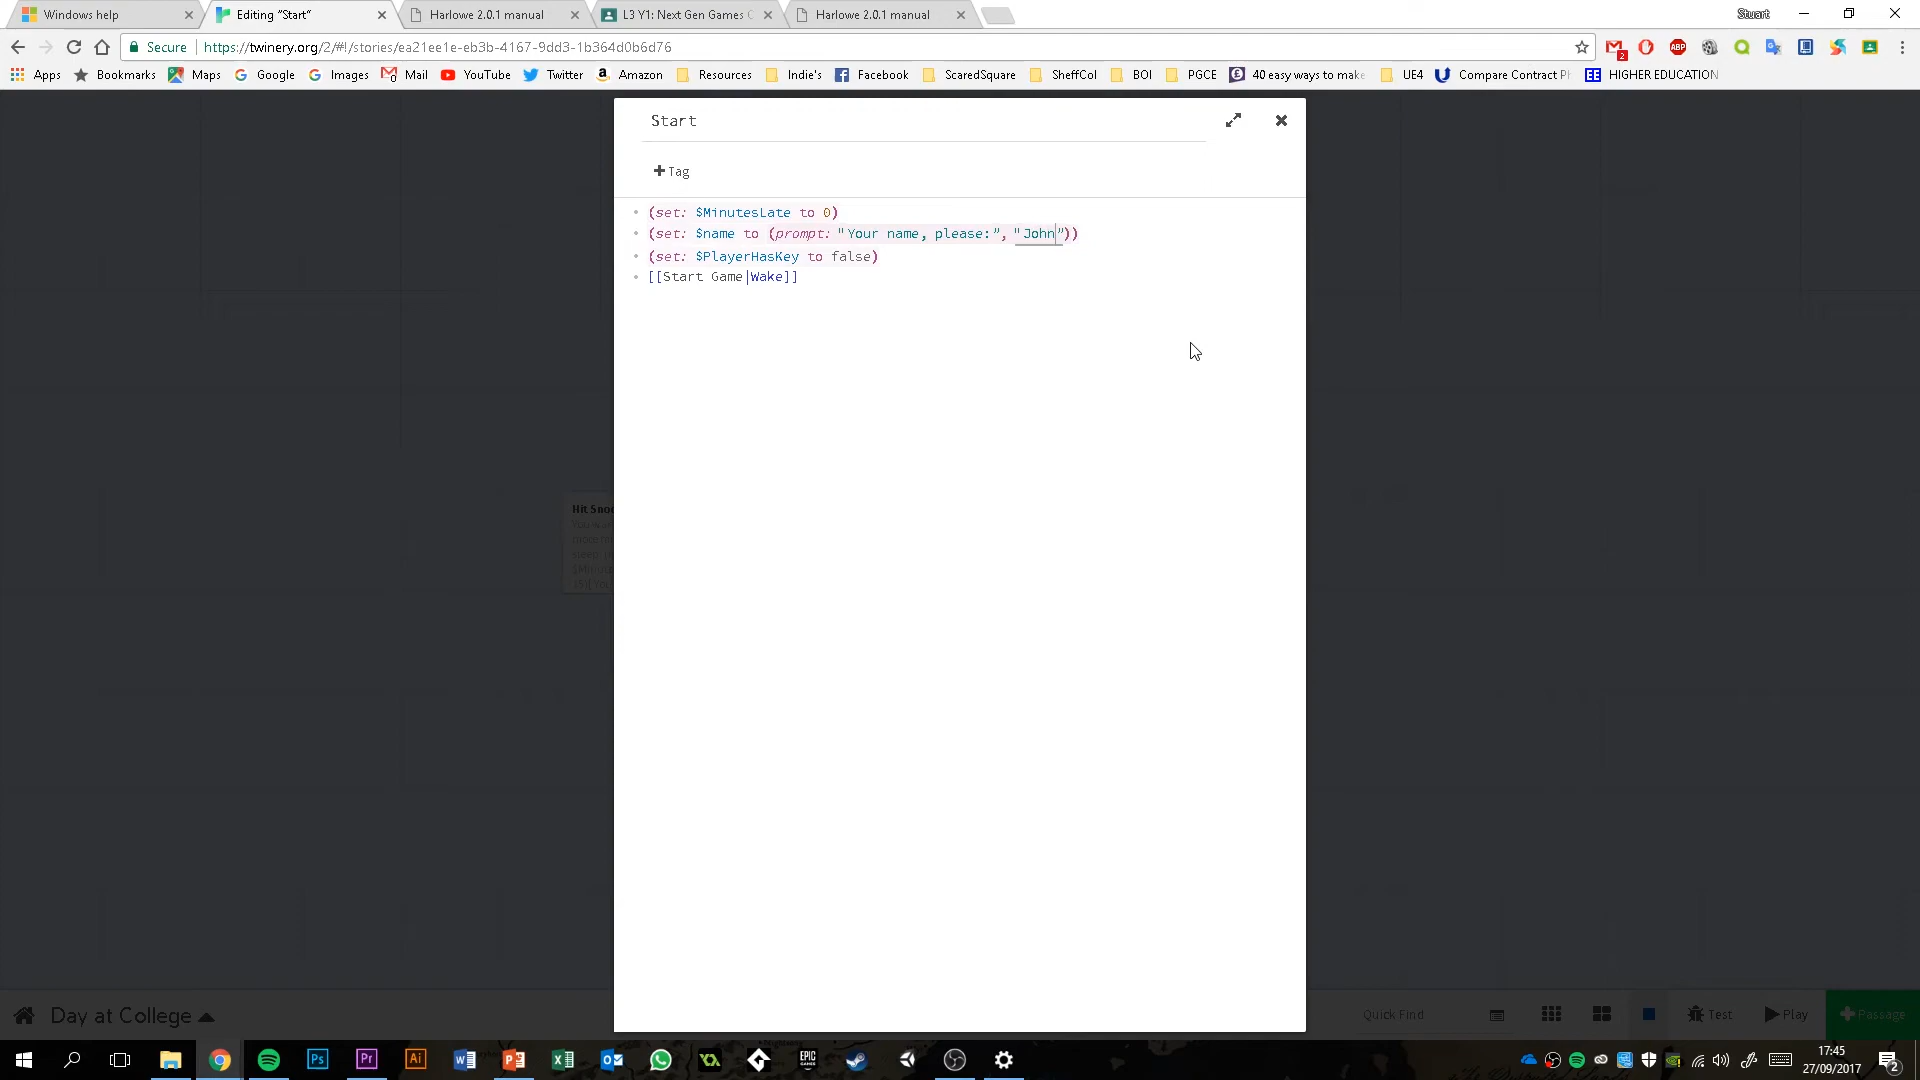 Windows help
Editing "Start"
Harlowe 2.0.1 manual
L3 Y1: Next Gen Games C
Harlowe 2.0.1 manual
Stuart
Secure
https://twinery.org/2/#!/stories/ea21ee1e-eb3b-4167-9dd3-1b364d0b6d76
2
ABP
Apps
Bookmarks
Maps
Google
Images
Mail
YouTube
Twitter
Amazon
Resources
Indie's
Facebook
ScaredSquare
SheffCol
BOI
PGCE
40 easy ways to make
UE4
Compare Contract Ph
HIGHER EDUCATION
Start
+Tag
(set: $MinutesLate to 0)
(set: $name to (prompt: "Your name, please:", "John"))
(set: $PlayerHasKey to false)
[[Start Game|Wake]]
Hit Snoo
Day at College
Quick Find
Test
Play
+Passage
17:45
27/09/2017
2